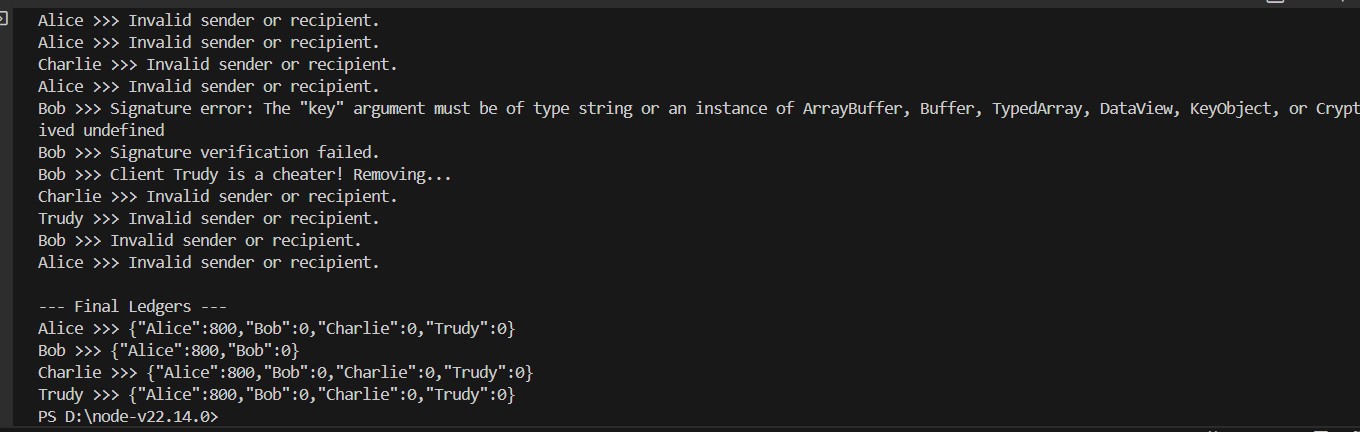 Alice >>> Invalid sender or recipient.
Alice >>> Invalid sender or recipient.
Charlie >>> Invalid sender or recipient.
Alice >>> Invalid sender or recipient.
Bob >>> Signature error: The "key" argument must be of type string or an instance of ArrayBuffer, Buffer, TypedArray, DataView, KeyObject, or Crypt
ived undefined
Bob >>> Signature verification failed.
Bob >>> Client Trudy is a cheater! Removing...
Charlie >>> Invalid sender or recipient.
Trudy >>> Invalid sender or recipient.
Bob >>> Invalid sender or recipient.
Alice >>> Invalid sender or recipient.
--- Final Ledgers ---
Alice >>> {"Alice":800,"Bob":0,"Charlie":0,"Trudy":0}
Bob >>> {"Alice":800,"Bob":0}
Charlie >>> {"Alice":800,"Bob":0,"Charlie":0,"Trudy":0}
Trudy >>> {"Alice":800,"Bob":0,"Charlie":0,"Trudy":0}
PS D:\node-v22.14.0>